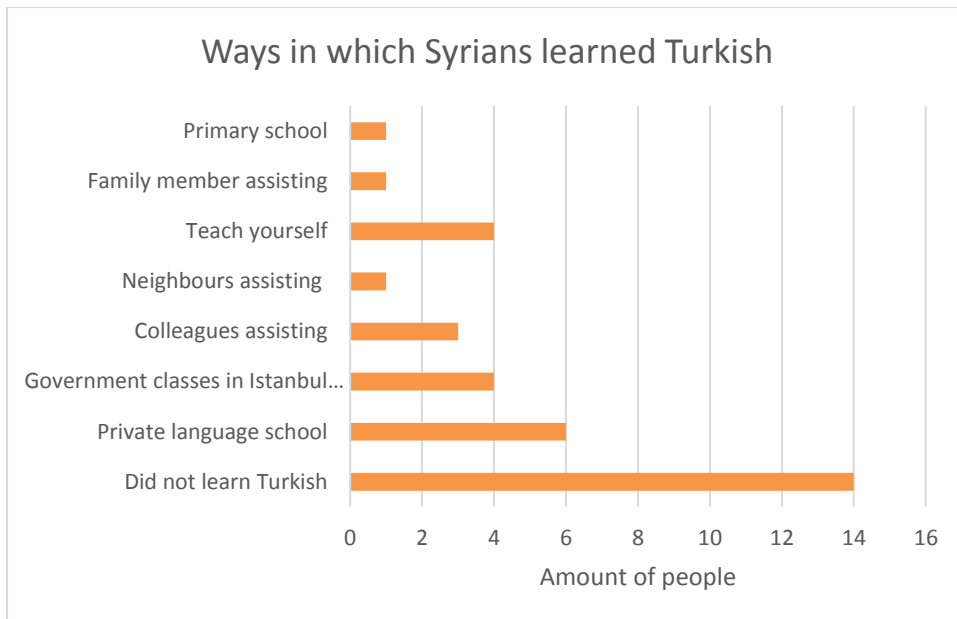 Ways in which Syrians learned Turkish
Primary school
Family member assisting
Teach yourself
Neighbours assisting
Colleagues assisting
Government classes in Istanbul...
Private language school
Did not learn Turkish
0 2 4 6 8 10 12 14 16
Amount of people